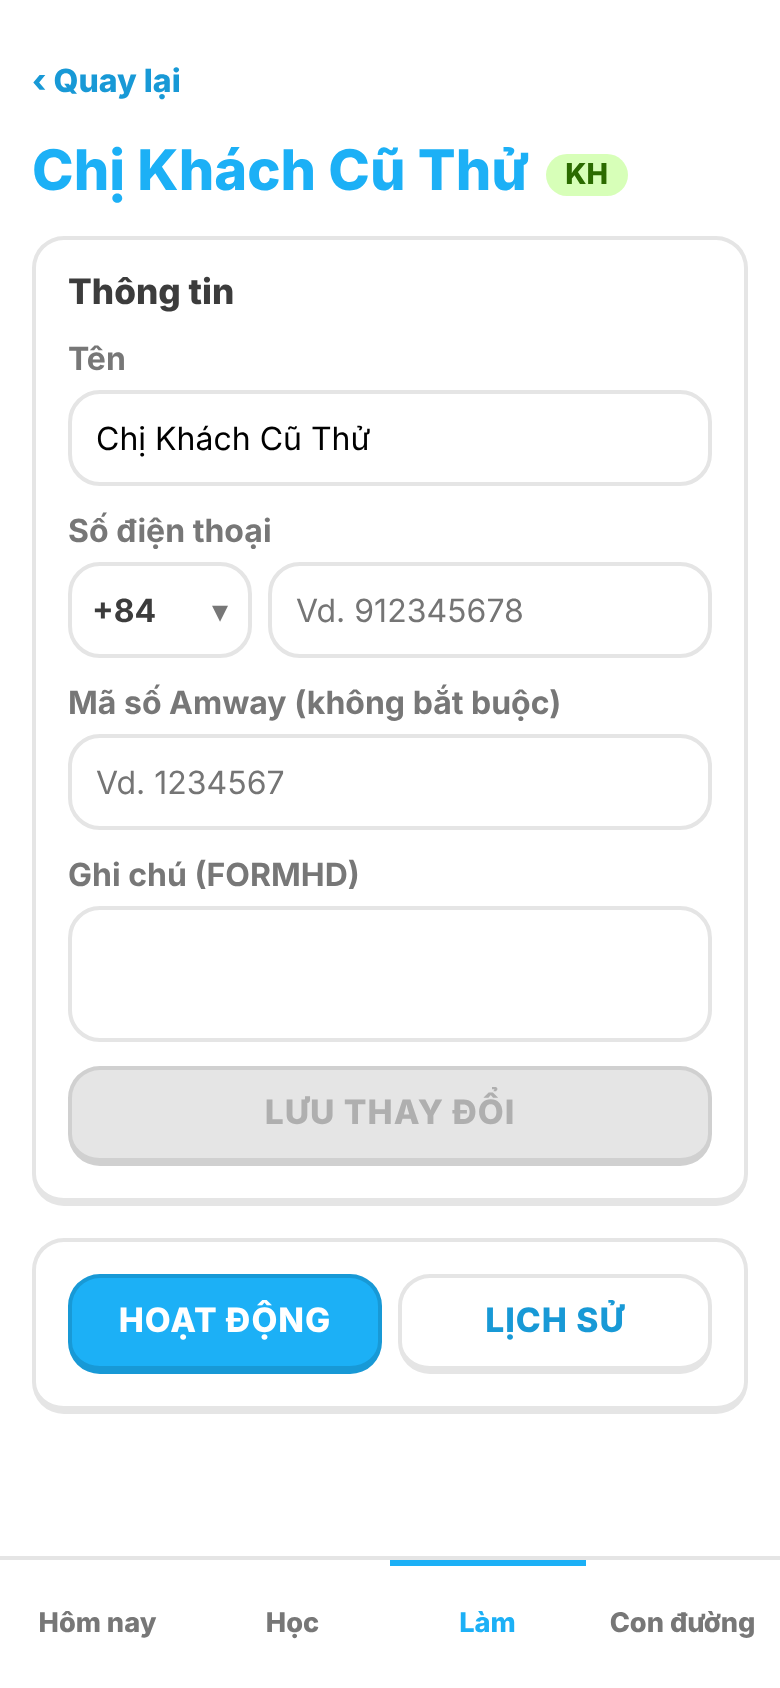 ‹ Quay lại
Chị Khách Cũ Thử KH
Thông tin
Tên
Chị Khách Cũ Thử
Số điện thoại
+84 ▼ Vd. 912345678
Mã số Amway (không bắt buộc)
Vd. 1234567
Ghi chú (FORMHD)
LƯU THAY ĐỔI
HOẠT ĐỘNG LỊCH SỬ
Hôm nay Học Làm Con đường